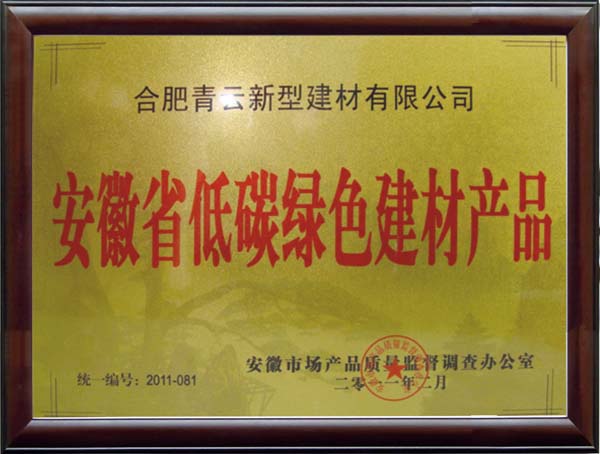 合肥青云新型建材有限公司
安徽省低碳绿色建材产品
安徽市场产品质量监督调查办公室
统一编号：2011-081
二〇一一年二月